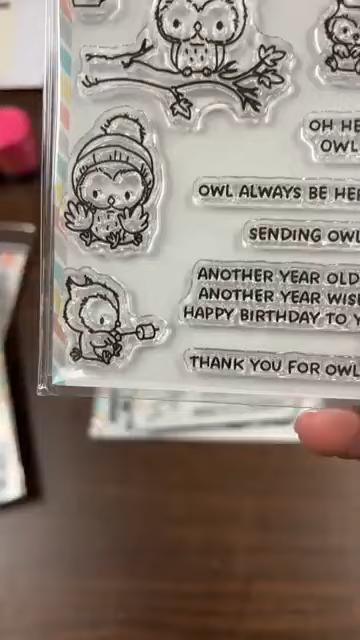 OH HE
OWL
OWL ALWAYS BE HE
SENDING OWL
ANOTHER YEAR OLD
ANOTHER YEAR WIS
HAPPY BIRTHDAY TO Y
THANK YOU FOR OWL